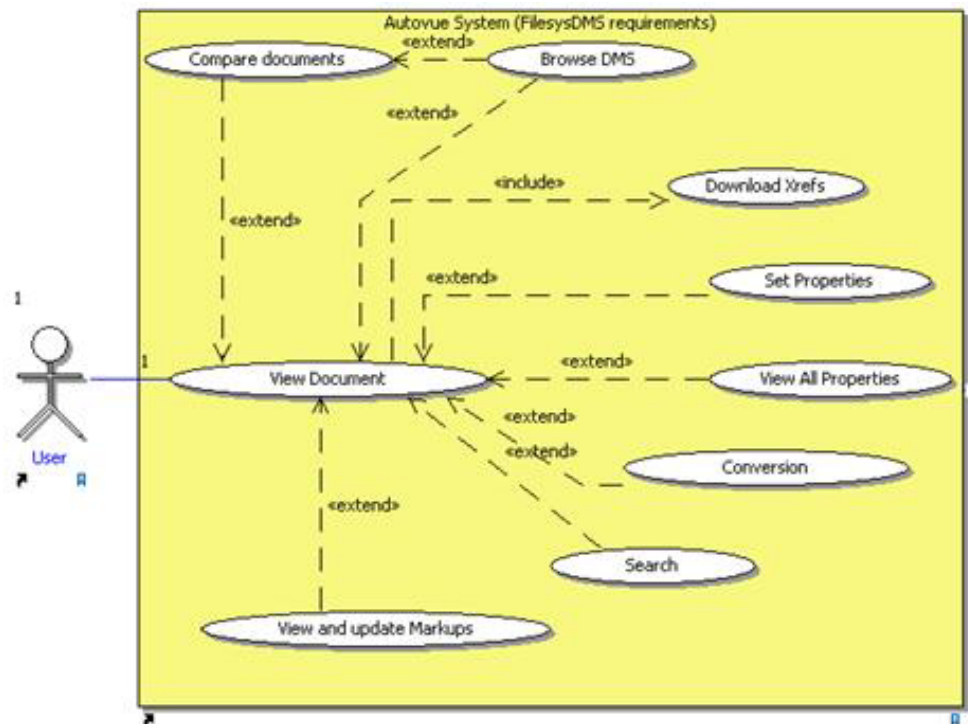 Autovue System (FilesysDMS requirements)
«extend»
Compare documents
Browse DMS
«extend»
«include»
Download Xrefs
«extend»
«extend»
Set Properties
1
1
View Document
«extend»
View All Properties
User
«extend»
«extend»
Conversion
«extend»
Search
View and update Markups